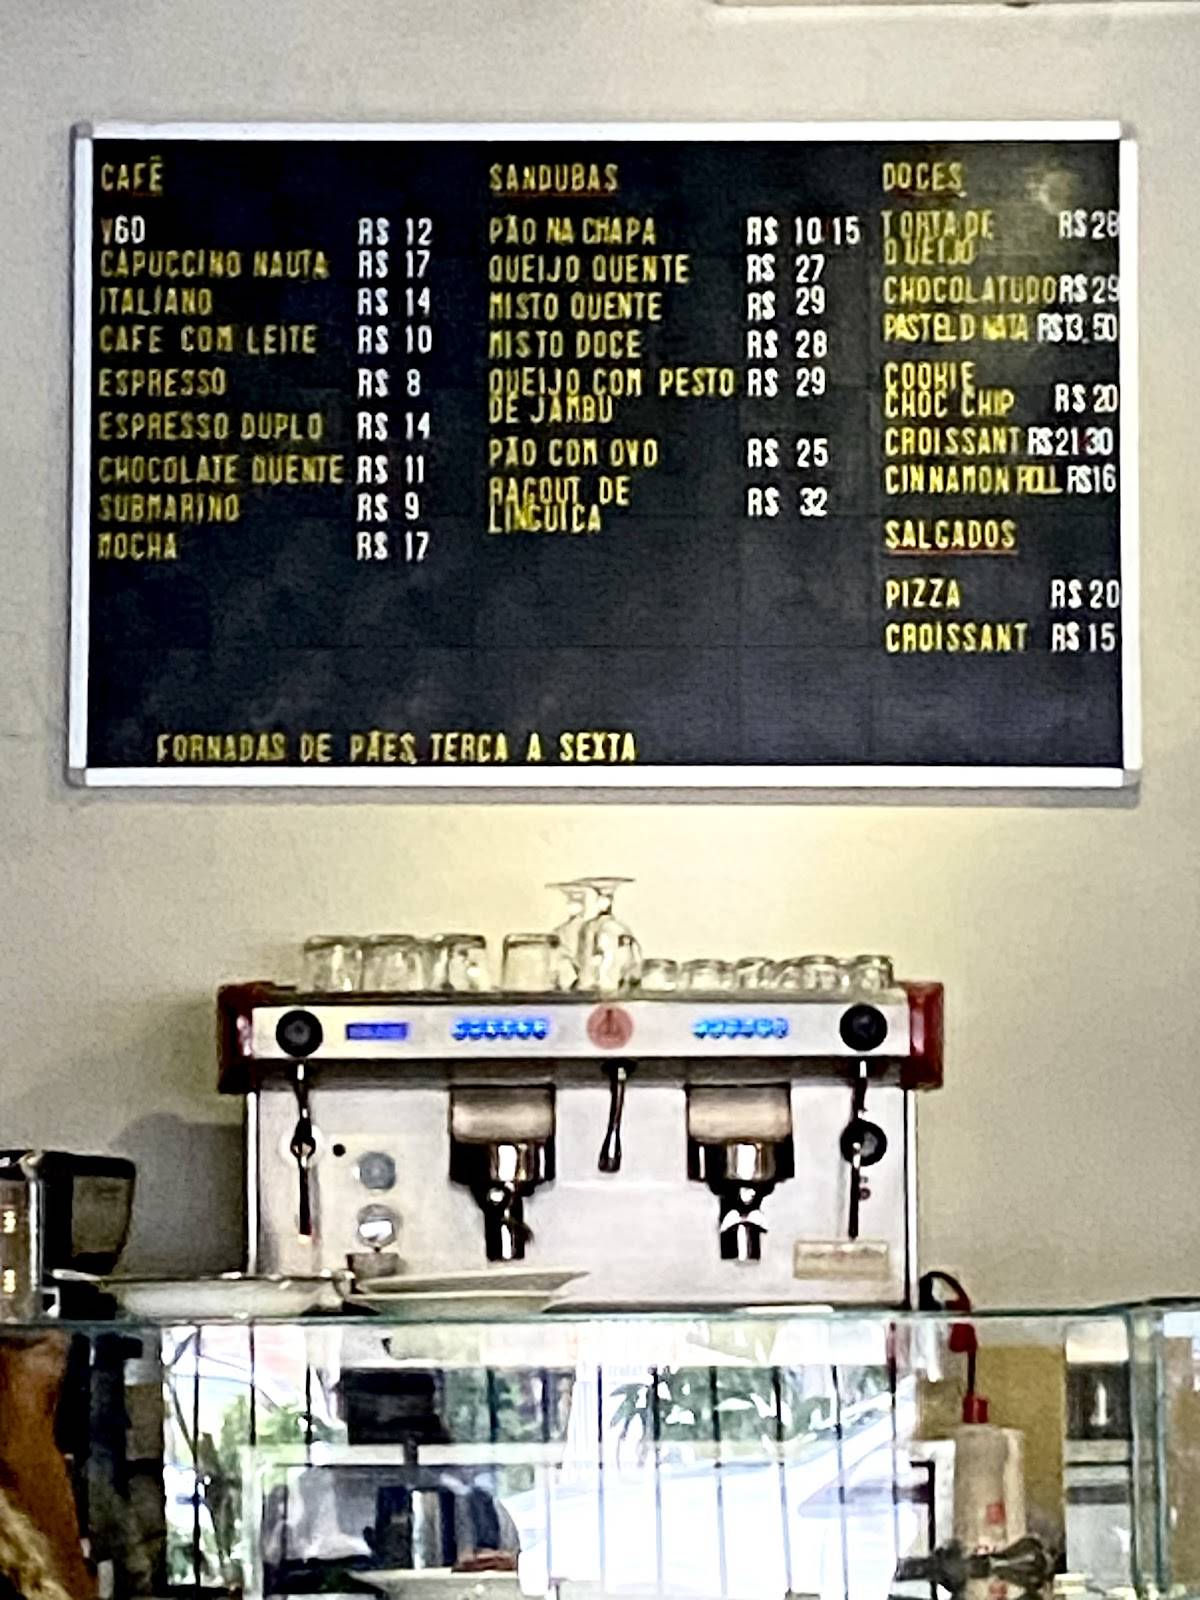 CAFÉ
V60 R$ 12
CAPUCCINO NAUTA R$ 17
ITALIANO R$ 14
CAFE COM LEITE R$ 10
ESPRESSO R$ 8
ESPRESSO DUPLO R$ 14
CHOCOLATE QUENTE R$ 11
SUBMARINO R$ 9
MOCHA R$ 17
SANDUBAS
PÃO NA CHAPA R$ 10/15
QUEIJO QUENTE R$ 27
MISTO QUENTE R$ 29
MISTO DOCE R$ 28
QUEIJO COM PESTO R$ 29
DE JAMBU
PÃO COM OVO R$ 25
RAGOUT DE
LINGUICA R$ 32
DOCES
TORTA DE R$ 28
QUEIJO
CHOCOLATUDO R$ 29
PASTEL D NATA R$13,50
COOKIE
CHOC CHIP R$ 20
CROISSANT R$21/30
CINNAMON ROLL R$16
SALGADOS
PIZZA R$ 20
CROISSANT R$ 15
FORNADAS DE PÃES, TERCA A SEXTA